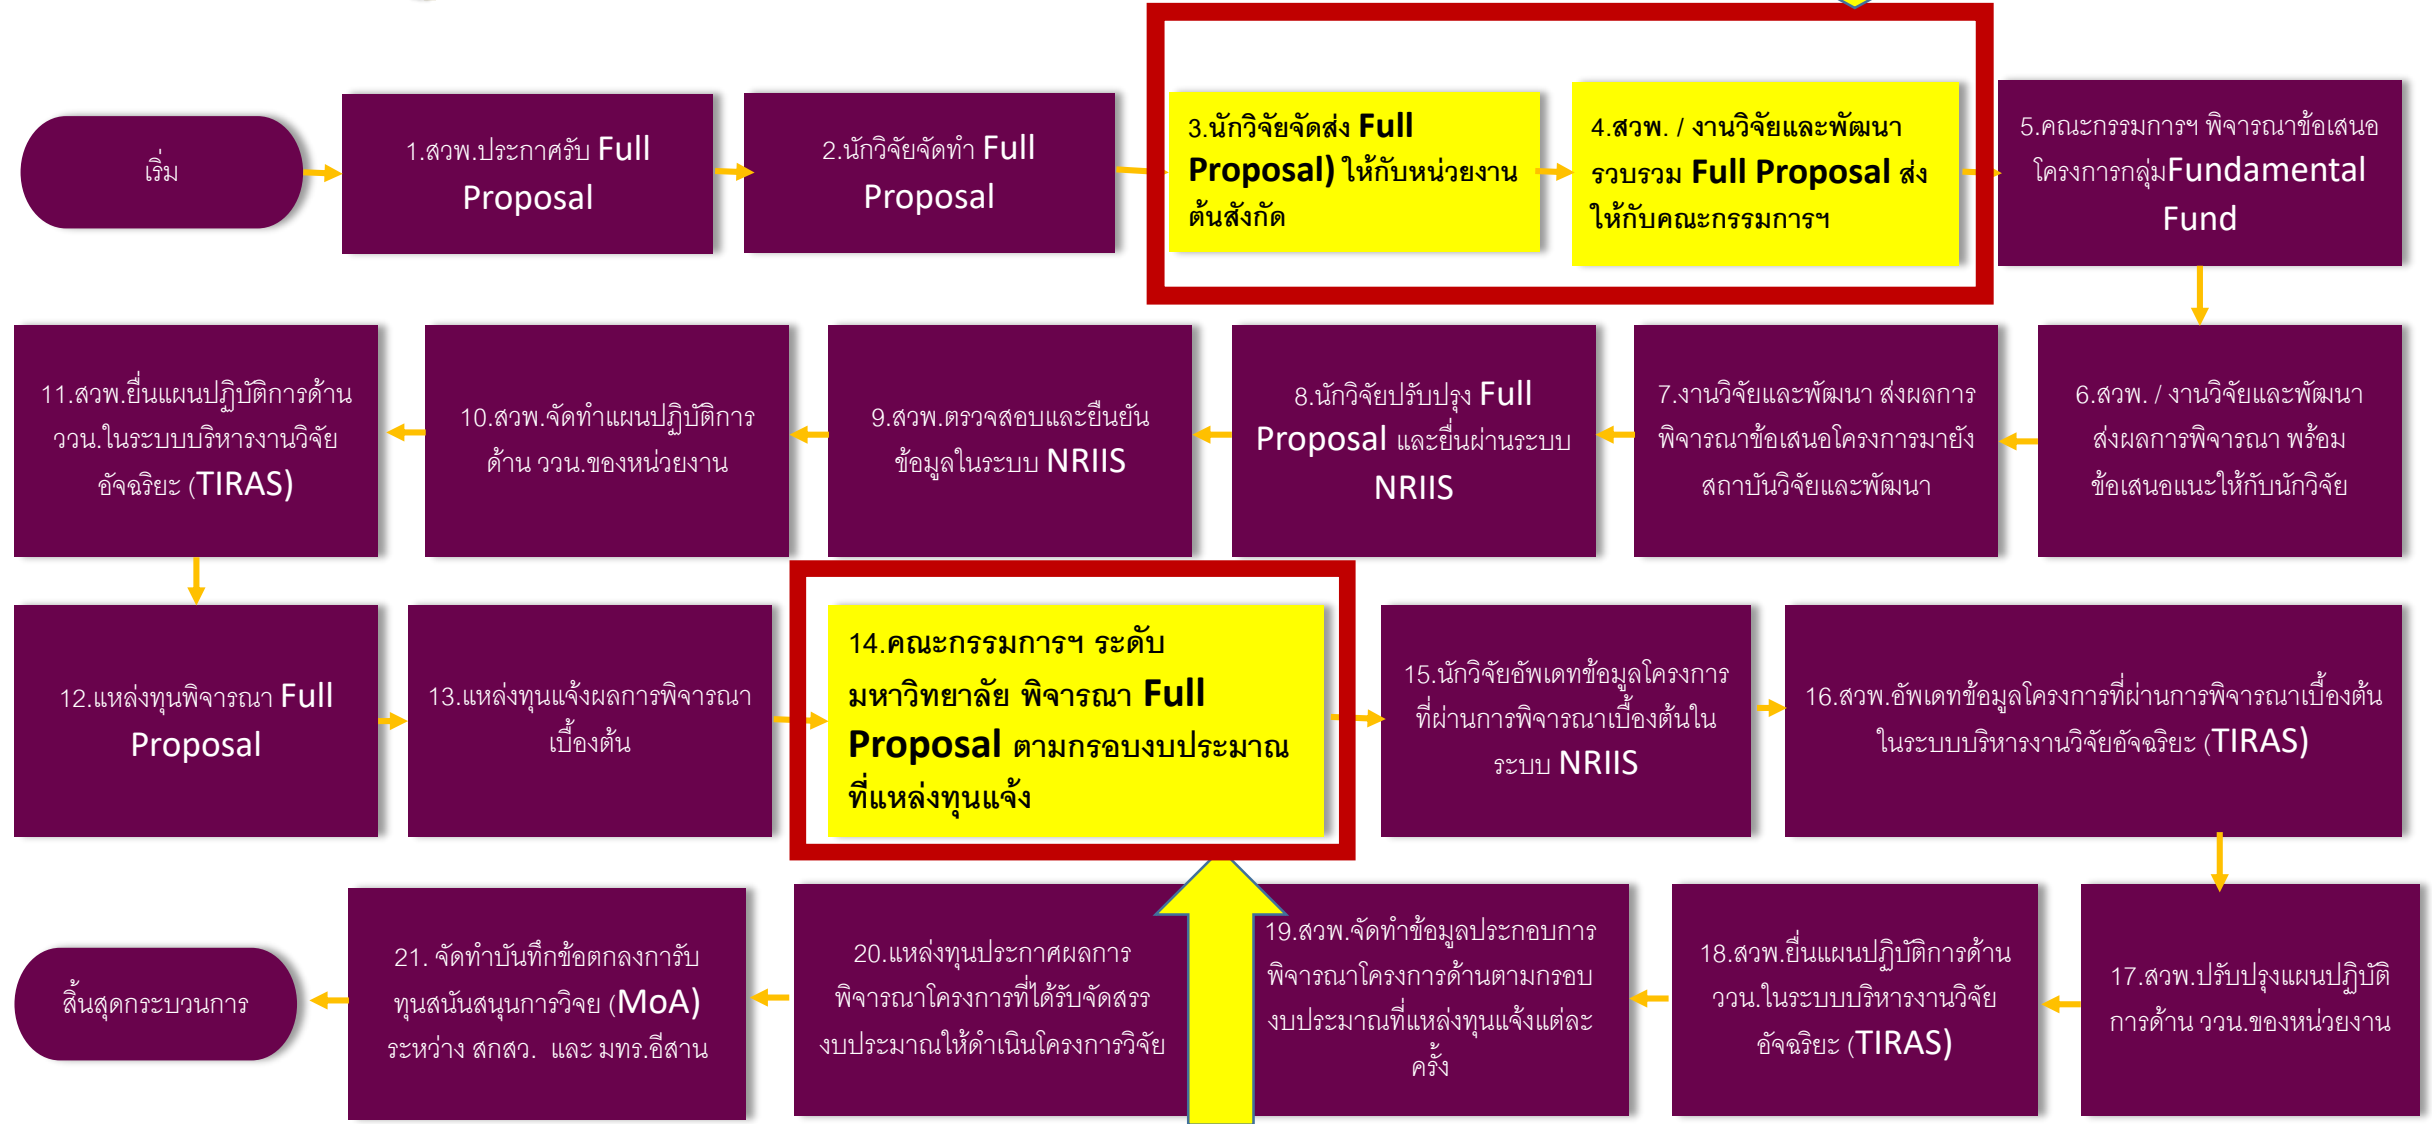 เริ่ม
1.สวพ.ประกาศรับ Full
Proposal
2.นักวิจัยจัดทำ Full
Proposal
3.นักวิจัยจัดส่ง Full
Proposal) ให้กับหน่วยงาน
ต้นสังกัด
4.สวพ. / งานวิจัยและพัฒนา
รวบรวม Full Proposal ส่ง
ให้กับคณะกรรมการฯ
5.คณะกรรมการฯ พิจารณาข้อเสนอ
โครงการกลุ่มFundamental
Fund
6.สวพ. / งานวิจัยและพัฒนา
ส่งผลการพิจารณา พร้อม
ข้อเสนอแนะให้กับนักวิจัย
7.งานวิจัยและพัฒนา ส่งผลการ
พิจารณาข้อเสนอโครงการมายัง
สถาบันวิจัยและพัฒนา
8.นักวิจัยปรับปรุง Full
Proposal และยื่นผ่านระบบ
NRIIS
9.สวพ.ตรวจสอบและยืนยัน
ข้อมูลในระบบ NRIIS
10.สวพ.จัดทำแผนปฏิบัติการ
ด้าน ววน.ของหน่วยงาน
11.สวพ.ยื่นแผนปฏิบัติการด้าน
ววน.ในระบบบริหารงานวิจัย
อัจฉริยะ (TIRAS)
12.แหล่งทุนพิจารณา Full
Proposal
13.แหล่งทุนแจ้งผลการพิจารณา
เบื้องต้น
14.คณะกรรมการฯ ระดับ
มหาวิทยาลัย พิจารณา Full
Proposal ตามกรอบงบประมาณ
ที่แหล่งทุนแจ้ง
15.นักวิจัยอัพเดทข้อมูลโครงการ
ที่ผ่านการพิจารณาเบื้องต้นใน
ระบบ NRIIS
16.สวพ.อัพเดทข้อมูลโครงการที่ผ่านการพิจารณาเบื้องต้น
ในระบบบริหารงานวิจัยอัจฉริยะ (TIRAS)
17.สวพ.ปรับปรุงแผนปฏิบัติ
การด้าน ววน.ของหน่วยงาน
18.สวพ.ยื่นแผนปฏิบัติการด้าน
ววน.ในระบบบริหารงานวิจัย
อัจฉริยะ (TIRAS)
19.สวพ.จัดทำข้อมูลประกอบการ
พิจารณาโครงการด้านตามกรอบ
งบประมาณที่แหล่งทุนแจ้งแต่ละ
ครั้ง
20.แหล่งทุนประกาศผลการ
พิจารณาโครงการที่ได้รับจัดสรร
งบประมาณให้ดำเนินโครงการวิจัย
21. จัดทำบันทึกข้อตกลงการับ
ทุนสนันสนุนการวิจย (MoA)
ระหว่าง สกสว. และ มทร.อีสาน
สิ้นสุดกระบวนการ